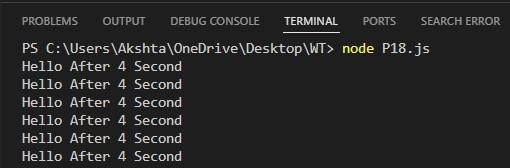 PROBLEMS OUTPUT DEBUG CONSOLE TERMINAL PORTS SEARCH ERROR
PS C:\Users\Akshta\OneDrive\Desktop\WT> node P18.js
Hello After 4 Second
Hello After 4 Second
Hello After 4 Second
Hello After 4 Second
Hello After 4 Second
Hello After 4 Second